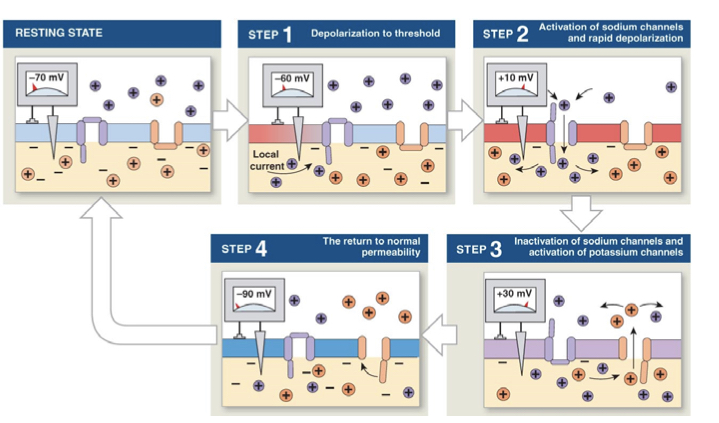 RESTING STATE
−70 mV
STEP 1 Depolarization to threshold
−60 mV
Local
current
STEP 2 Activation of sodium channels
and rapid depolarization
+10 mV
STEP 3 Inactivation of sodium channels and
activation of potassium channels
+30 mV
STEP 4 The return to normal
permeability
−90 mV